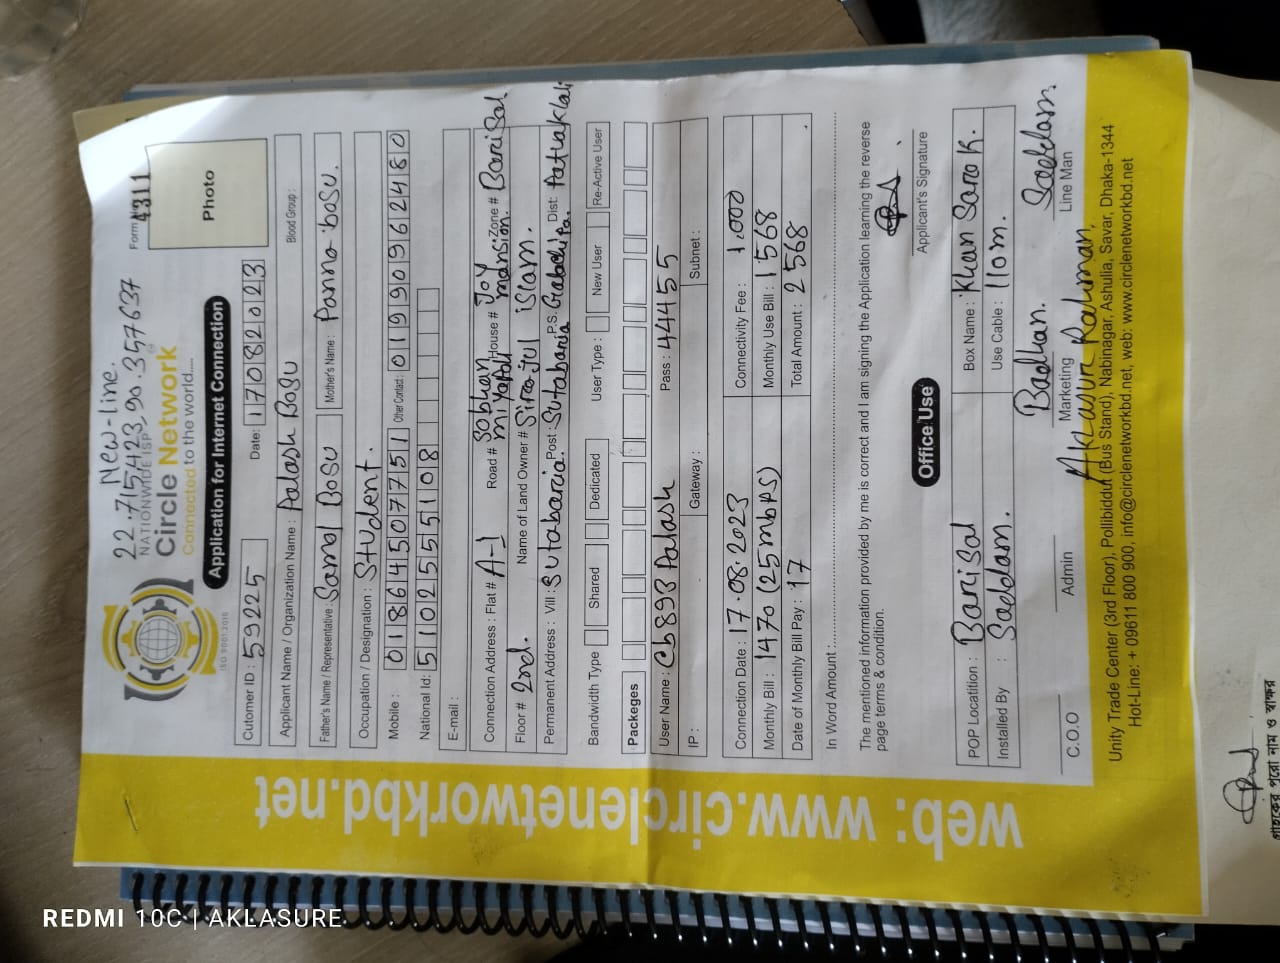 New-line.
22.715423, 90.357637
NATIONWIDE ISP
Circle Network
Connected to the world.....
ISO 9001:2015
Form 4311
Photo
Application for Internet Connection
Cutomer ID : 59225 Date: 17082023
Applicant Name / Organization Name : Palash Bosu Blood Group :
Father's Name / Representative : Samal Bosu Mother's Name : Panna bosu.
Occupation / Designation : Student.
Mobile : 01864507751 Other Contact : 01990962480
National Id: 5102555108
E-mail :
Connection Address : Flat # A-1 Road # Sobhan miyapoll House # Joy mansion. Zone # Barisal
Floor # 2nd. Name of Land Owner # Sirajul islam.
Permanent Address : Vill : Sutabaria. Post : Sutabaria P.S. Dist: Patuakhali
Bandwidth Type Shared Dedicated User Type : New User Re-Active User
Packeges
User Name : Cb893 Palash Pass : 44455
IP : Gateway : Subnet :
Connection Date : 17.08.2023 Connectivity Fee : 1,000
Monthly Bill : 1470 (25mbps) Monthly Use Bill : 1568
Date of Monthly Bill Pay : 17 Total Amount : 2568
In Word Amount:
The mentioned information provided by me is correct and I am signing the Application learning the reverse
page terms & condition.
Applicant's Signature
Office Use
POP Locatition : Barisal Box Name : Khan Sarok.
Installed By : Saddam. Use Cable : 110m.
Badhan. Saddam.
C.O.O Admin Marketing Line Man
Aklasur Rahman,
Unity Trade Center (3rd Floor), Pollibiddut (Bus Stand), Nabinagar, Ashulia, Savar, Dhaka-1344
Hot-Line: + 09611 800 900, info@circlenetworkbd.net, web: www.circlenetworkbd.net
web: www.circlenetworkbd.net
গ্রাহকের পুরো নাম ও স্বাক্ষর
REDMI 10C | AKLASURE